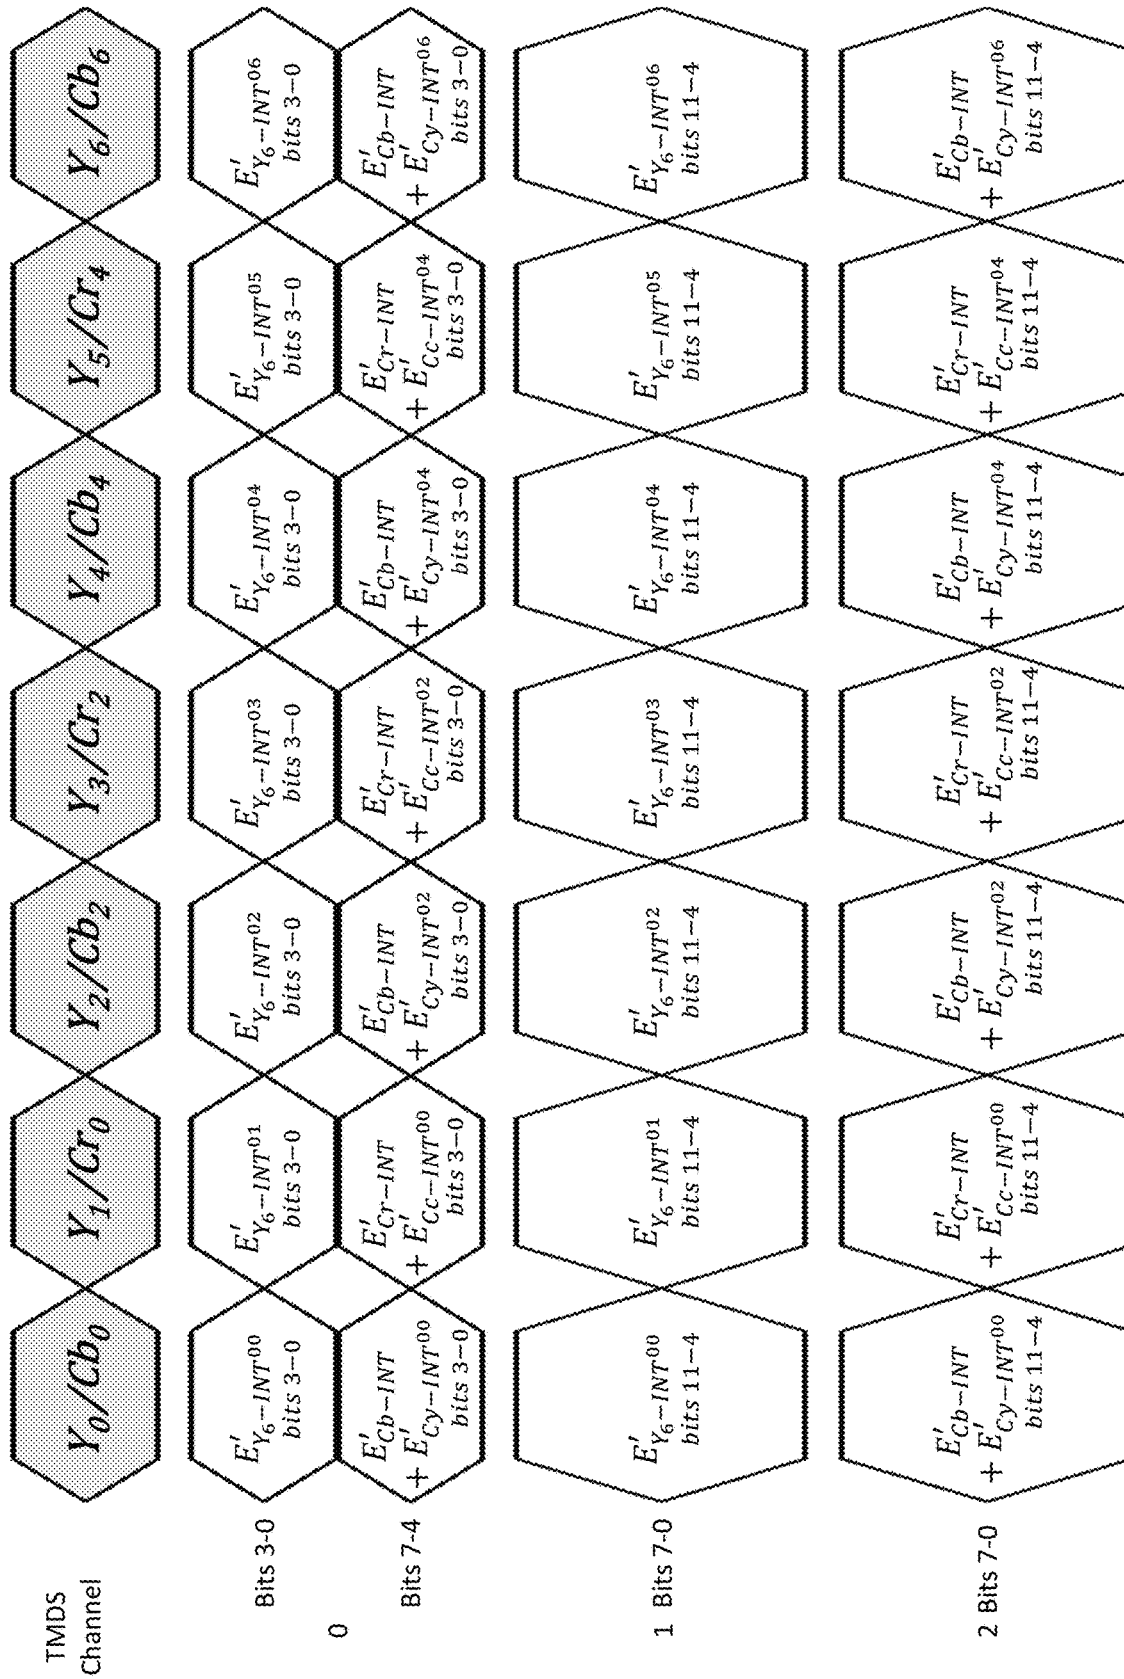 TMDS
Channel
Y₀/Cb₀
Y₁/Cr₀
Y₂/Cb₂
Y₃/Cr₂
Y₄/Cb₄
Y₅/Cr₄
Y₆/Cb₆
0
Bits 3-0
E′Y₆−INT⁰⁰
bits 3−0
E′Y₆−INT⁰¹
bits 3−0
E′Y₆−INT⁰²
bits 3−0
E′Y₆−INT⁰³
bits 3−0
E′Y₆−INT⁰⁴
bits 3−0
E′Y₆−INT⁰⁵
bits 3−0
E′Y₆−INT⁰⁶
bits 3−0
Bits 7-4
E′Cb−INT
+ E′Cy−INT⁰⁰
bits 3−0
E′Cr−INT
+ E′Cc−INT⁰⁰
bits 3−0
E′Cb−INT
+ E′Cy−INT⁰²
bits 3−0
E′Cr−INT
+ E′Cc−INT⁰²
bits 3−0
E′Cb−INT
+ E′Cy−INT⁰⁴
bits 3−0
E′Cr−INT
+ E′Cc−INT⁰⁴
bits 3−0
E′Cb−INT
+ E′Cy−INT⁰⁶
bits 3−0
1 Bits 7-0
E′Y₆−INT⁰⁰
bits 11−4
E′Y₆−INT⁰¹
bits 11−4
E′Y₆−INT⁰²
bits 11−4
E′Y₆−INT⁰³
bits 11−4
E′Y₆−INT⁰⁴
bits 11−4
E′Y₆−INT⁰⁵
bits 11−4
E′Y₆−INT⁰⁶
bits 11−4
2 Bits 7-0
E′Cb−INT
+ E′Cy−INT⁰⁰
bits 11−4
E′Cr−INT
+ E′Cc−INT⁰⁰
bits 11−4
E′Cb−INT
+ E′Cy−INT⁰²
bits 11−4
E′Cr−INT
+ E′Cc−INT⁰²
bits 11−4
E′Cb−INT
+ E′Cy−INT⁰⁴
bits 11−4
E′Cr−INT
+ E′Cc−INT⁰⁴
bits 11−4
E′Cb−INT
+ E′Cy−INT⁰⁶
bits 11−4